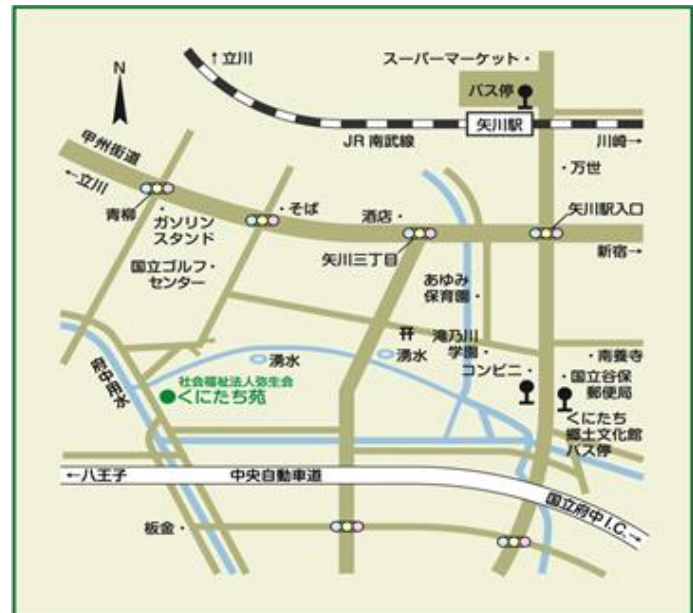 ↑立川
スーパーマーケット・
N
バス停
矢川駅
JR南武線
川崎→
甲州街道
・万世
←立川
青柳
ガソリン
スタンド
・そば
酒店・
矢川駅入口
矢川三丁目
新宿→
国立ゴルフ・
センター
あゆみ
保育園・
滝乃川
学園・
湧水
湧水
コンビニ・
・南養寺
・国立谷保
郵便局
府中用水
社会福祉法人弥生会
くにたち苑
くにたち
郷土文化館
バス停
←八王子
中央自動車道
国立府中I.C.→
板金・